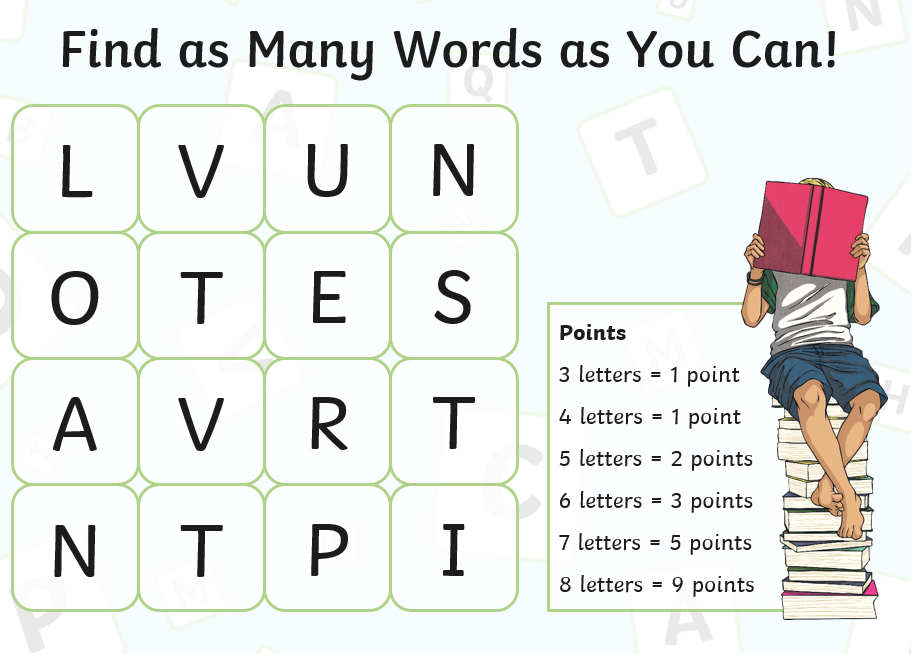 Find as Many Words as You Can!
L V U N
O T E S
A V R T
N T P I
Points
3 letters = 1 point
4 letters = 1 point
5 letters = 2 points
6 letters = 3 points
7 letters = 5 points
8 letters = 9 points